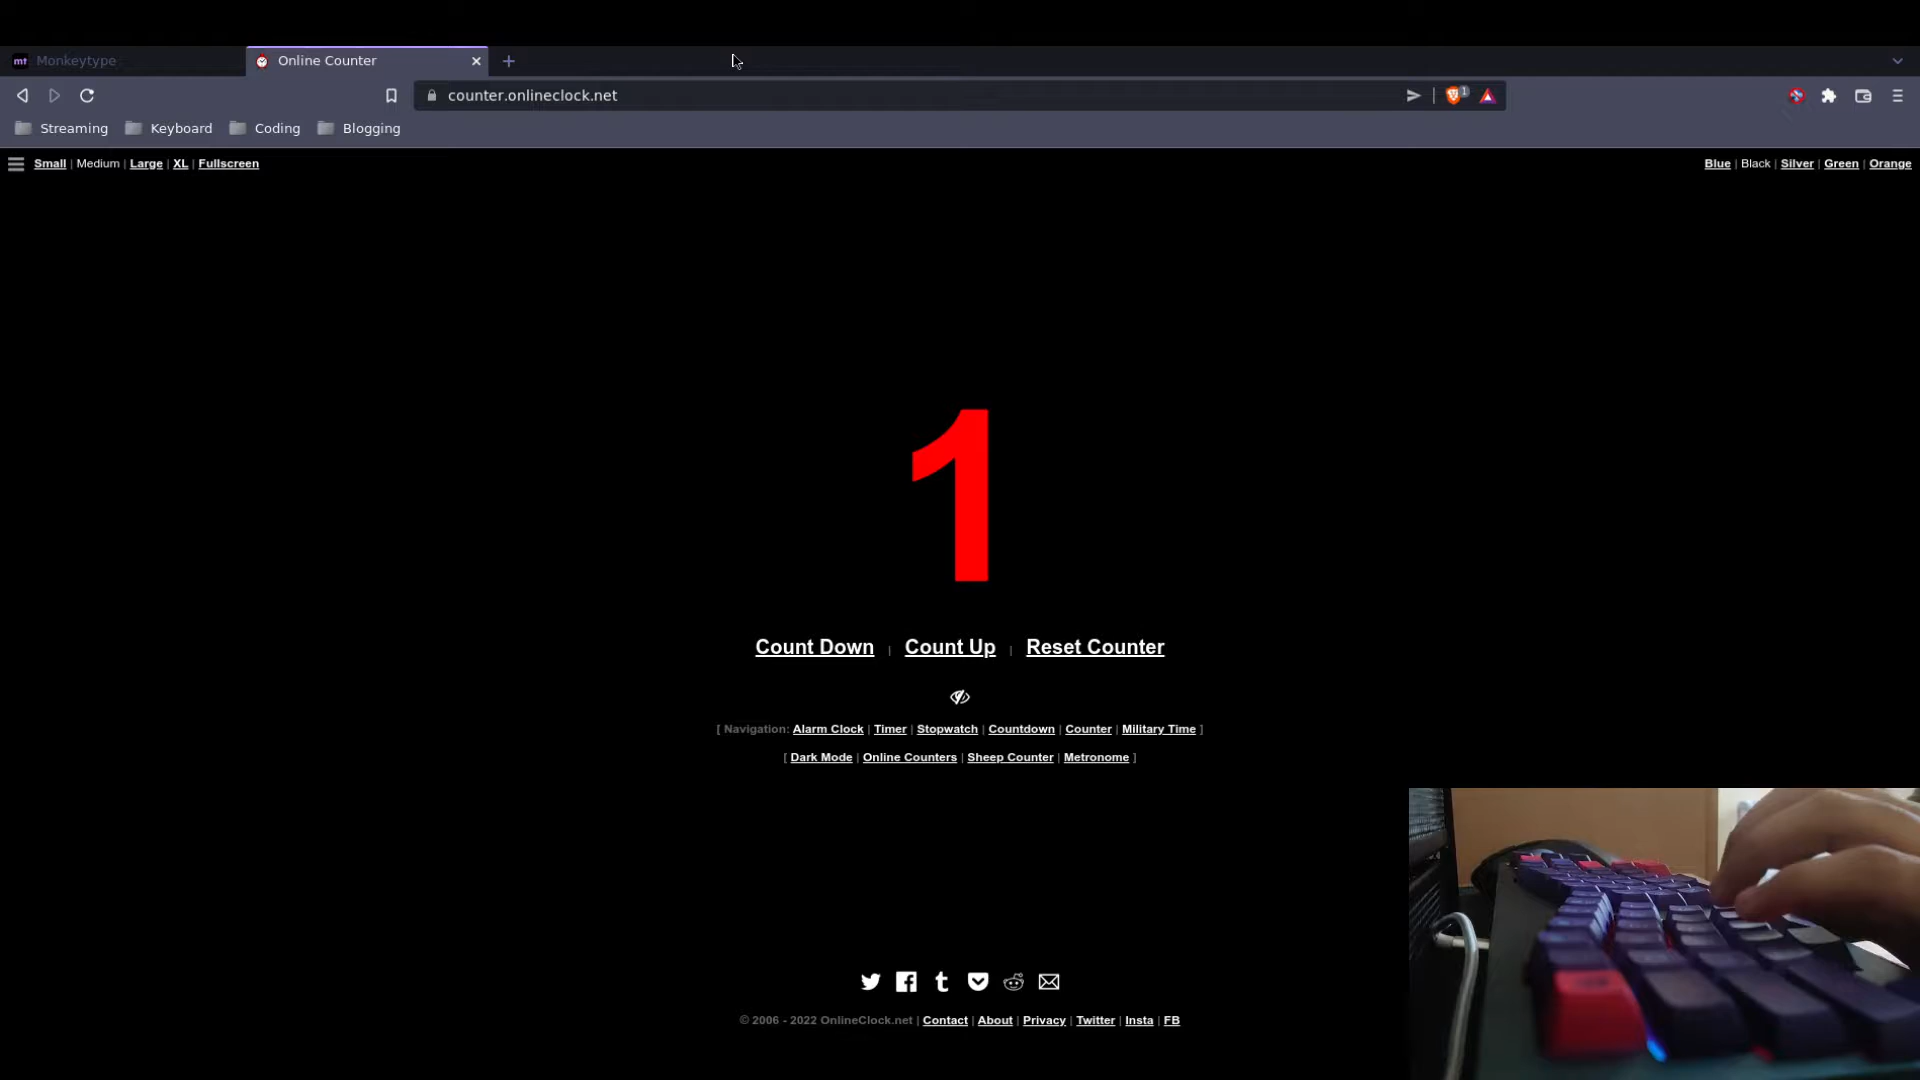 mt Monkeytype Online Counter
counter.onlineclock.net 1
Streaming Keyboard Coding Blogging
Small | Medium | Large | XL | Fullscreen Blue | Black | Silver | Green | Orange
1
Count Down | Count Up | Reset Counter
[ Navigation: Alarm Clock | Timer | Stopwatch | Countdown | Counter | Military Time ]
[ Dark Mode | Online Counters | Sheep Counter | Metronome ]
© 2006 - 2022 OnlineClock.net | Contact | About | Privacy | Twitter | Insta | FB